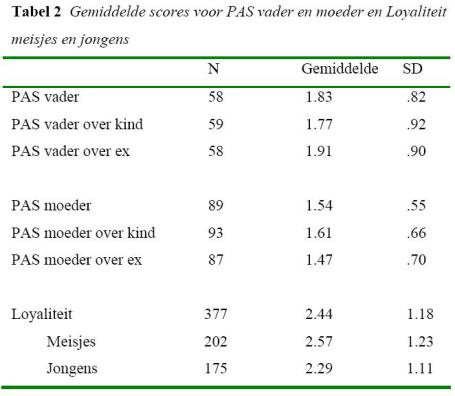 Tabel 2 Gemiddelde scores voor PAS vader en moeder en Loyaliteit
meisjes en jongens
N Gemiddelde SD
PAS vader 58 1.83 .82
PAS vader over kind 59 1.77 .92
PAS vader over ex 58 1.91 .90
PAS moeder 89 1.54 .55
PAS moeder over kind 93 1.61 .66
PAS moeder over ex 87 1.47 .70
Loyaliteit 377 2.44 1.18
Meisjes 202 2.57 1.23
Jongens 175 2.29 1.11